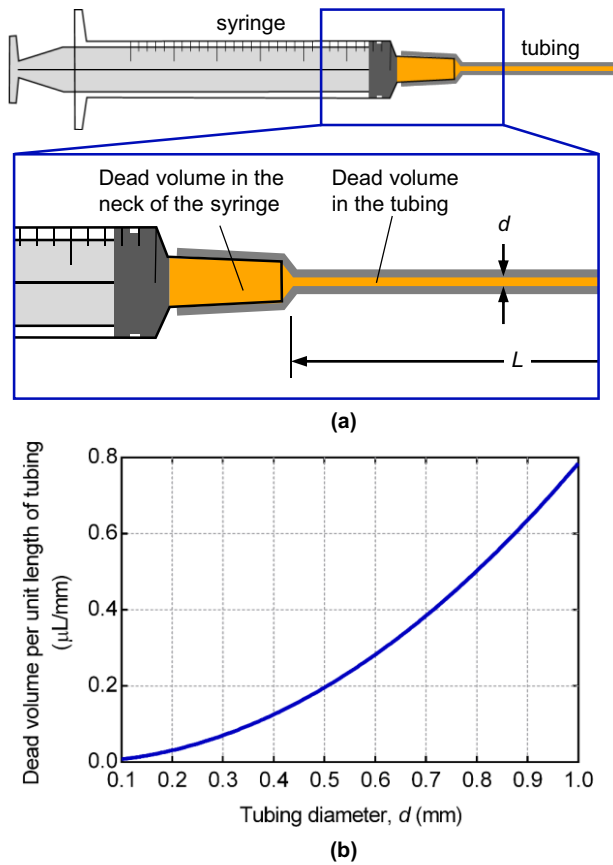 syringe
tubing
Dead volume in the
neck of the syringe
Dead volume
in the tubing
d
L
(a)
Dead volume per unit length of tubing
(μL/mm)
0.8
0.6
0.4
0.2
0.0
0.1 0.2 0.3 0.4 0.5 0.6 0.7 0.8 0.9 1.0
Tubing diameter, d (mm)
(b)